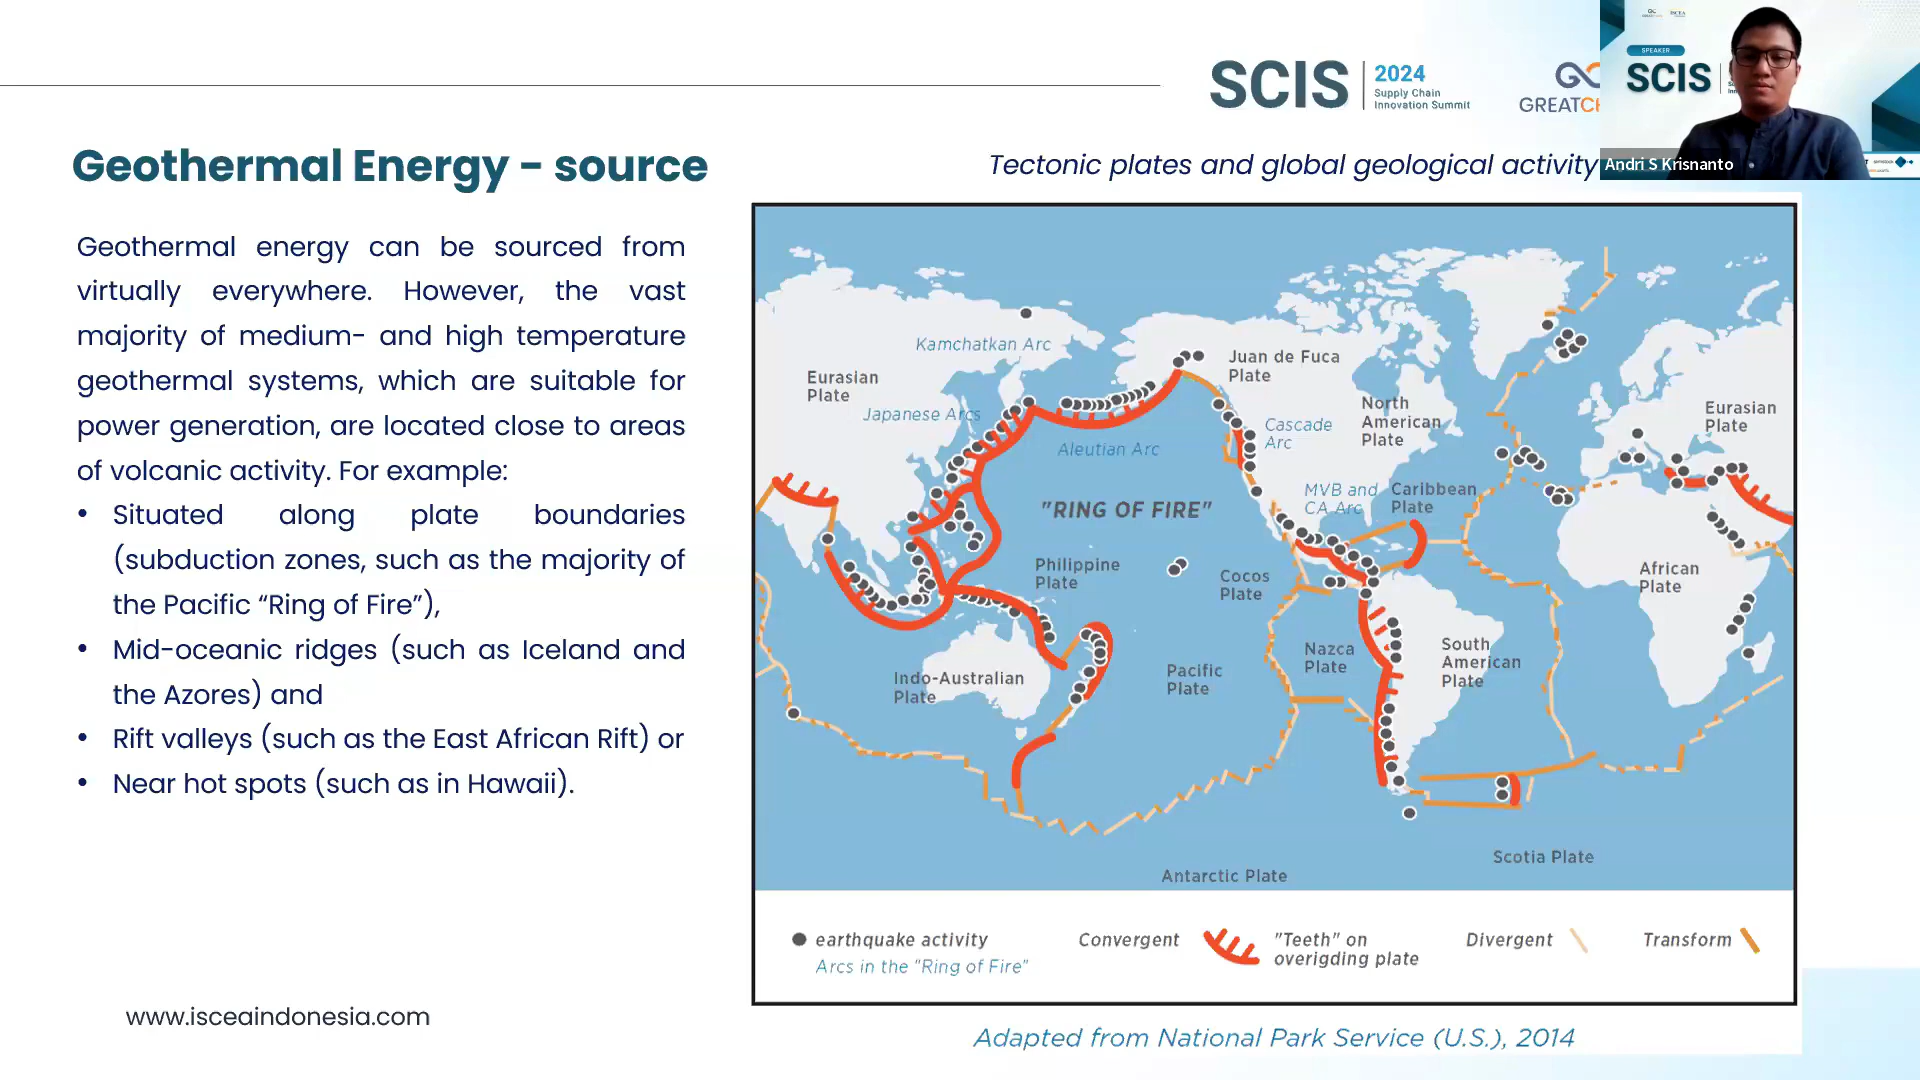 SCIS
2024
Supply Chain
Innovation Summit
GREATC
SPEAKER
SCIS
Andri S Krisnanto
Geothermal Energy - source
Tectonic plates and global geological activity
Geothermal energy can be sourced from
virtually everywhere. However, the vast
majority of medium- and high temperature
geothermal systems, which are suitable for
power generation, are located close to areas
of volcanic activity. For example:
• Situated along plate boundaries
(subduction zones, such as the majority of
the Pacific “Ring of Fire”),
• Mid-oceanic ridges (such as Iceland and
the Azores) and
• Rift valleys (such as the East African Rift) or
• Near hot spots (such as in Hawaii).
www.isceaindonesia.com
Kamchatkan Arc
Eurasian
Plate
Japanese Arcs
Aleutian Arc
Juan de Fuca
Plate
North
American
Plate
Cascade
Arc
Eurasian
Plate
"RING OF FIRE"
MVB and
CA Arc
Caribbean
Plate
Philippine
Plate
Cocos
Plate
African
Plate
Indo-Australian
Plate
Pacific
Plate
Nazca
Plate
South
American
Plate
Scotia Plate
Antarctic Plate
earthquake activity
Arcs in the "Ring of Fire"
Convergent
"Teeth" on
overigding plate
Divergent
Transform
Adapted from National Park Service (U.S.), 2014